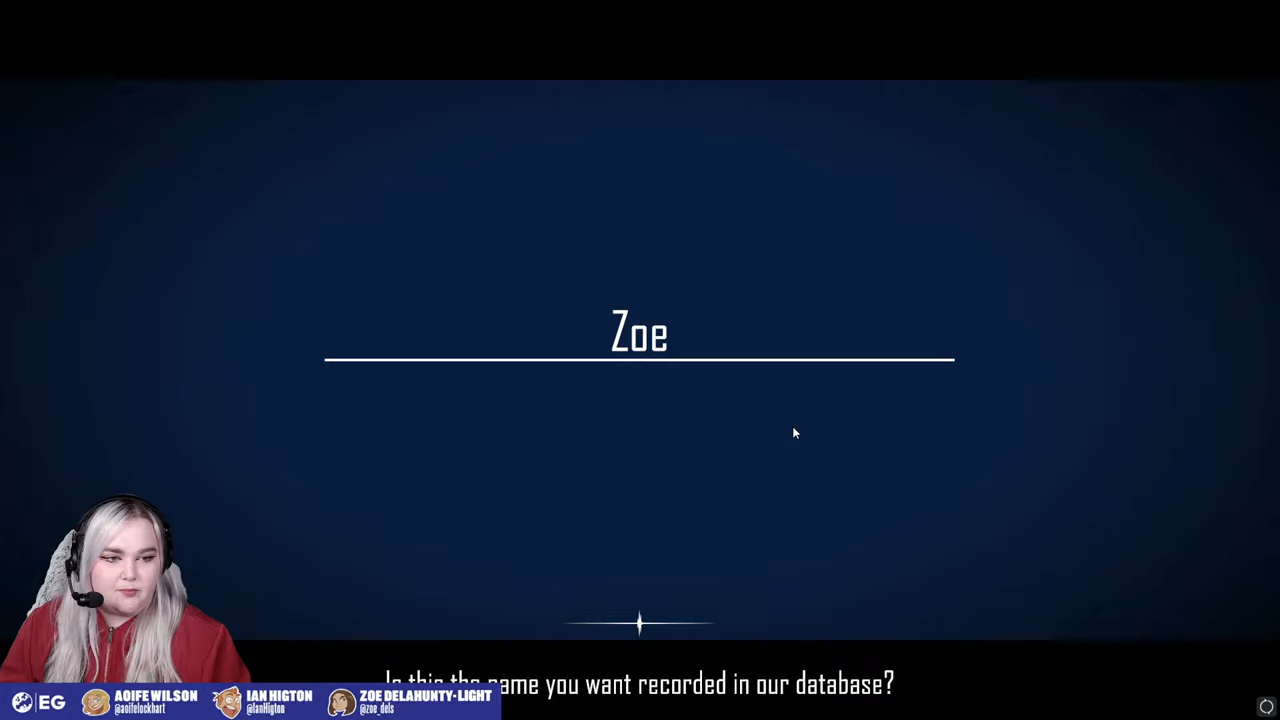 Zoe
Is this the name you want recorded in our database?
EG
AOIFE WILSON
@aoifelockhart
IAN HIGTON
@IanHigton
ZOE DELAHUNTY-LIGHT
@zoe_dels